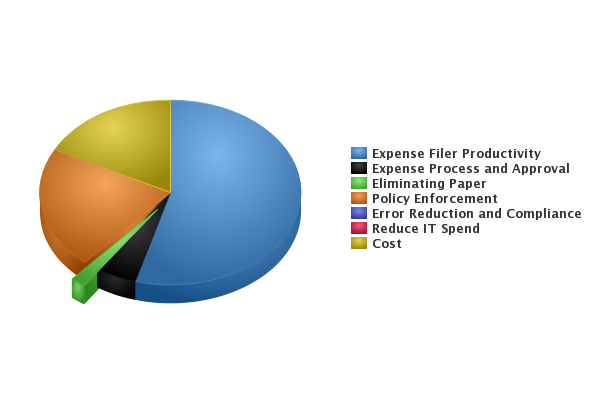 Expense Filer Productivity
Expense Process and Approval
Eliminating Paper
Policy Enforcement
Error Reduction and Compliance
Reduce IT Spend
Cost